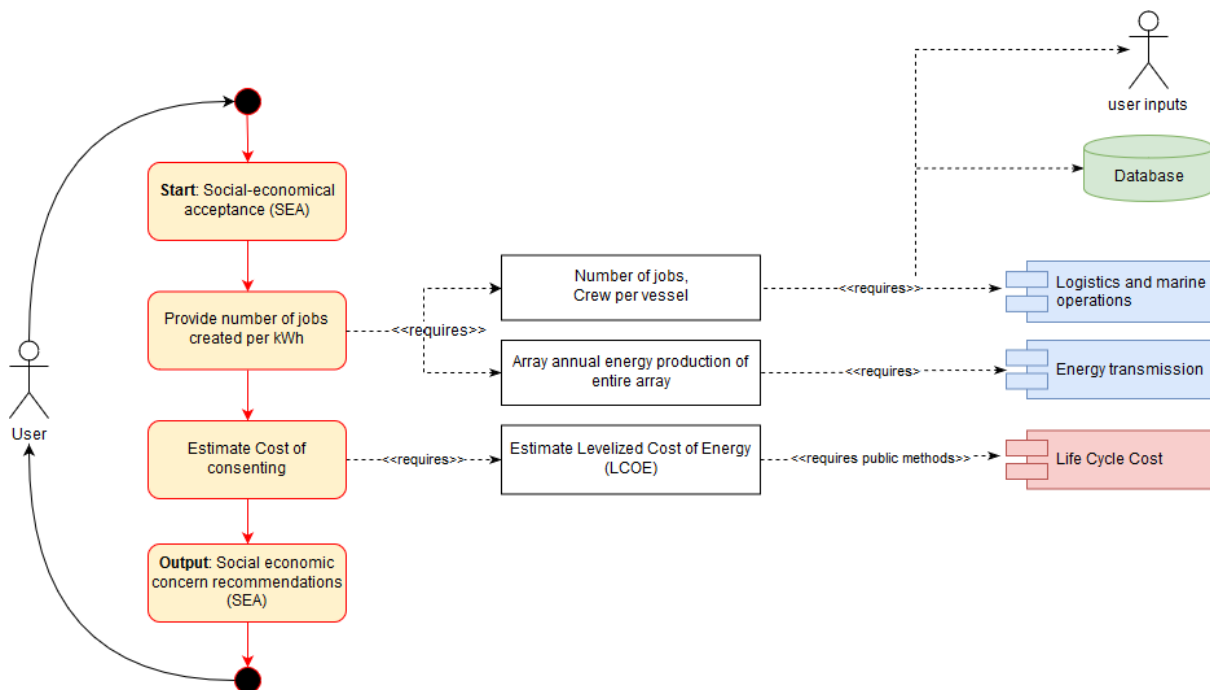 user inputs
Database
Start: Social-economical
acceptance (SEA)
Number of jobs,
Crew per vessel
<<requires>>
Logistics and marine
operations
Provide number of jobs
created per kWh
<<requires>>
Array annual energy production of
entire array
<<requires>
Energy transmission
User
Estimate Cost of
consenting
<<requires>>
Estimate Levelized Cost of Energy
(LCOE)
<<requires public methods>>
Life Cycle Cost
Output: Social economic
concern recommendations
(SEA)